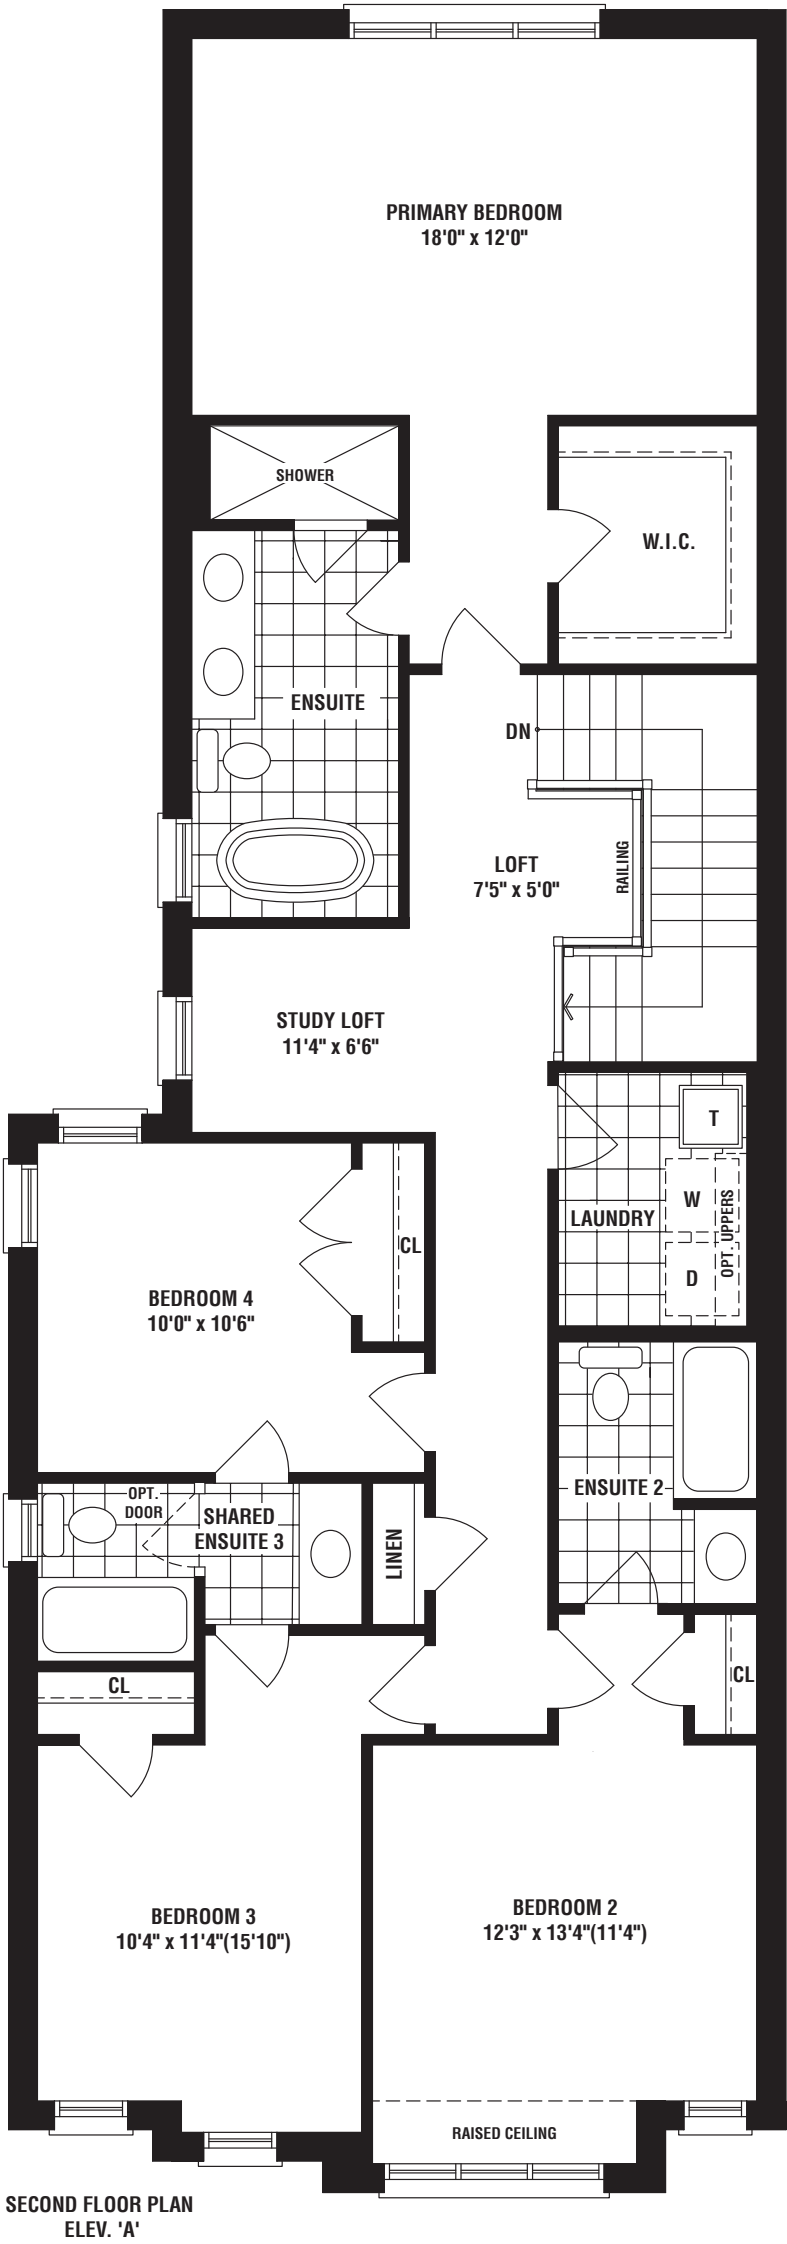 PRIMARY BEDROOM
18'0" x 12'0"
SHOWER
W.I.C.
ENSUITE
DN
LOFT
7'5" x 5'0"
RAILING
STUDY LOFT
11'4" x 6'6"
T
W
LAUNDRY
OPT. UPPERS
D
CL
BEDROOM 4
10'0" x 10'6"
OPT.
DOOR
SHARED
ENSUITE 3
LINEN
ENSUITE 2
CL
CL
BEDROOM 3
10'4" x 11'4"(15'10")
BEDROOM 2
12'3" x 13'4"(11'4")
RAISED CEILING
SECOND FLOOR PLAN
ELEV. 'A'